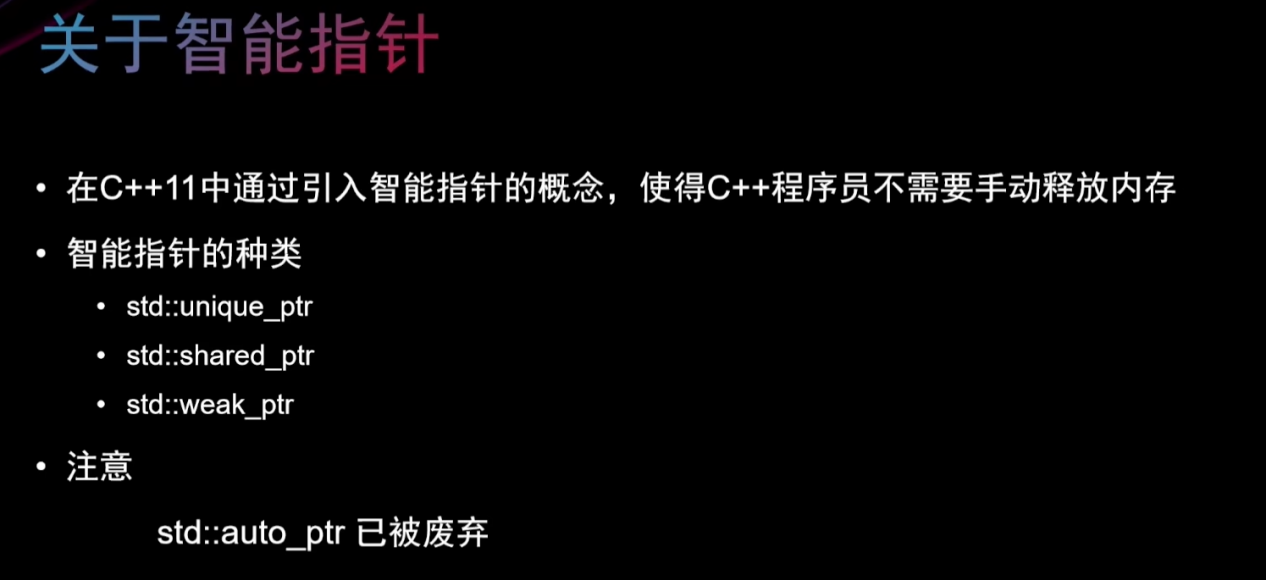 关于智能指针
• 在C++11中通过引入智能指针的概念，使得C++程序员不需要手动释放内存
• 智能指针的种类
• std::unique_ptr
• std::shared_ptr
• std::weak_ptr
• 注意
std::auto_ptr 已被废弃